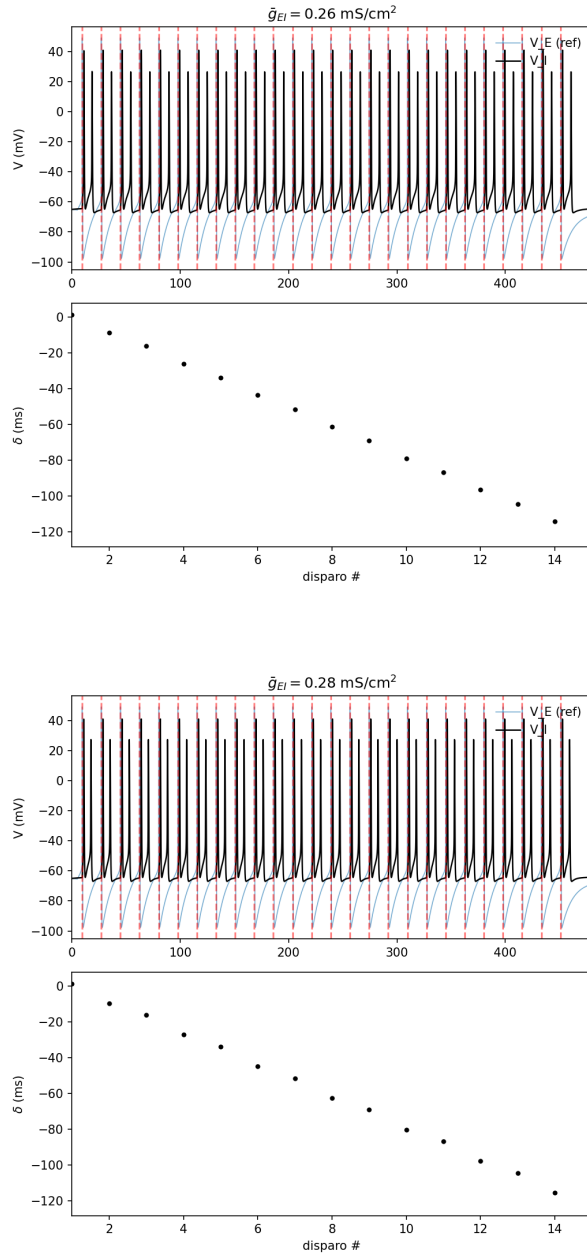 ḡ_EI = 0.26 mS/cm²
40
20
0
−20
−40
−60
−80
−100
V (mV)
V_E (ref)
V_I
0 100 200 300 400
0
−20
−40
−60
−80
−100
−120
δ (ms)
2 4 6 8 10 12 14
disparo #
ḡ_EI = 0.28 mS/cm²
40
20
0
−20
−40
−60
−80
−100
V (mV)
V_E (ref)
V_I
0 100 200 300 400
0
−20
−40
−60
−80
−100
−120
δ (ms)
2 4 6 8 10 12 14
disparo #